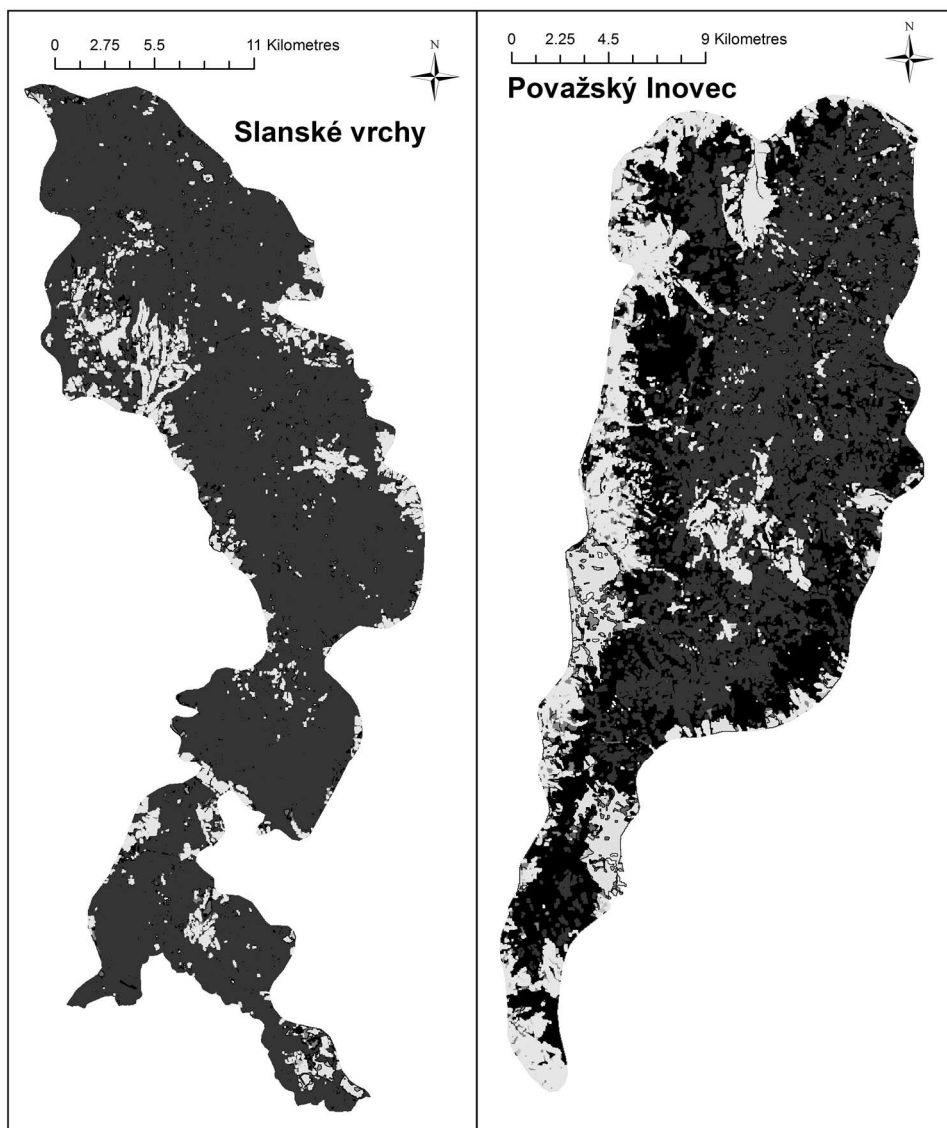 0 2.75 5.5 11 Kilometres
N
Slanské vrchy
0 2.25 4.5 9 Kilometres
N
Považský Inovec